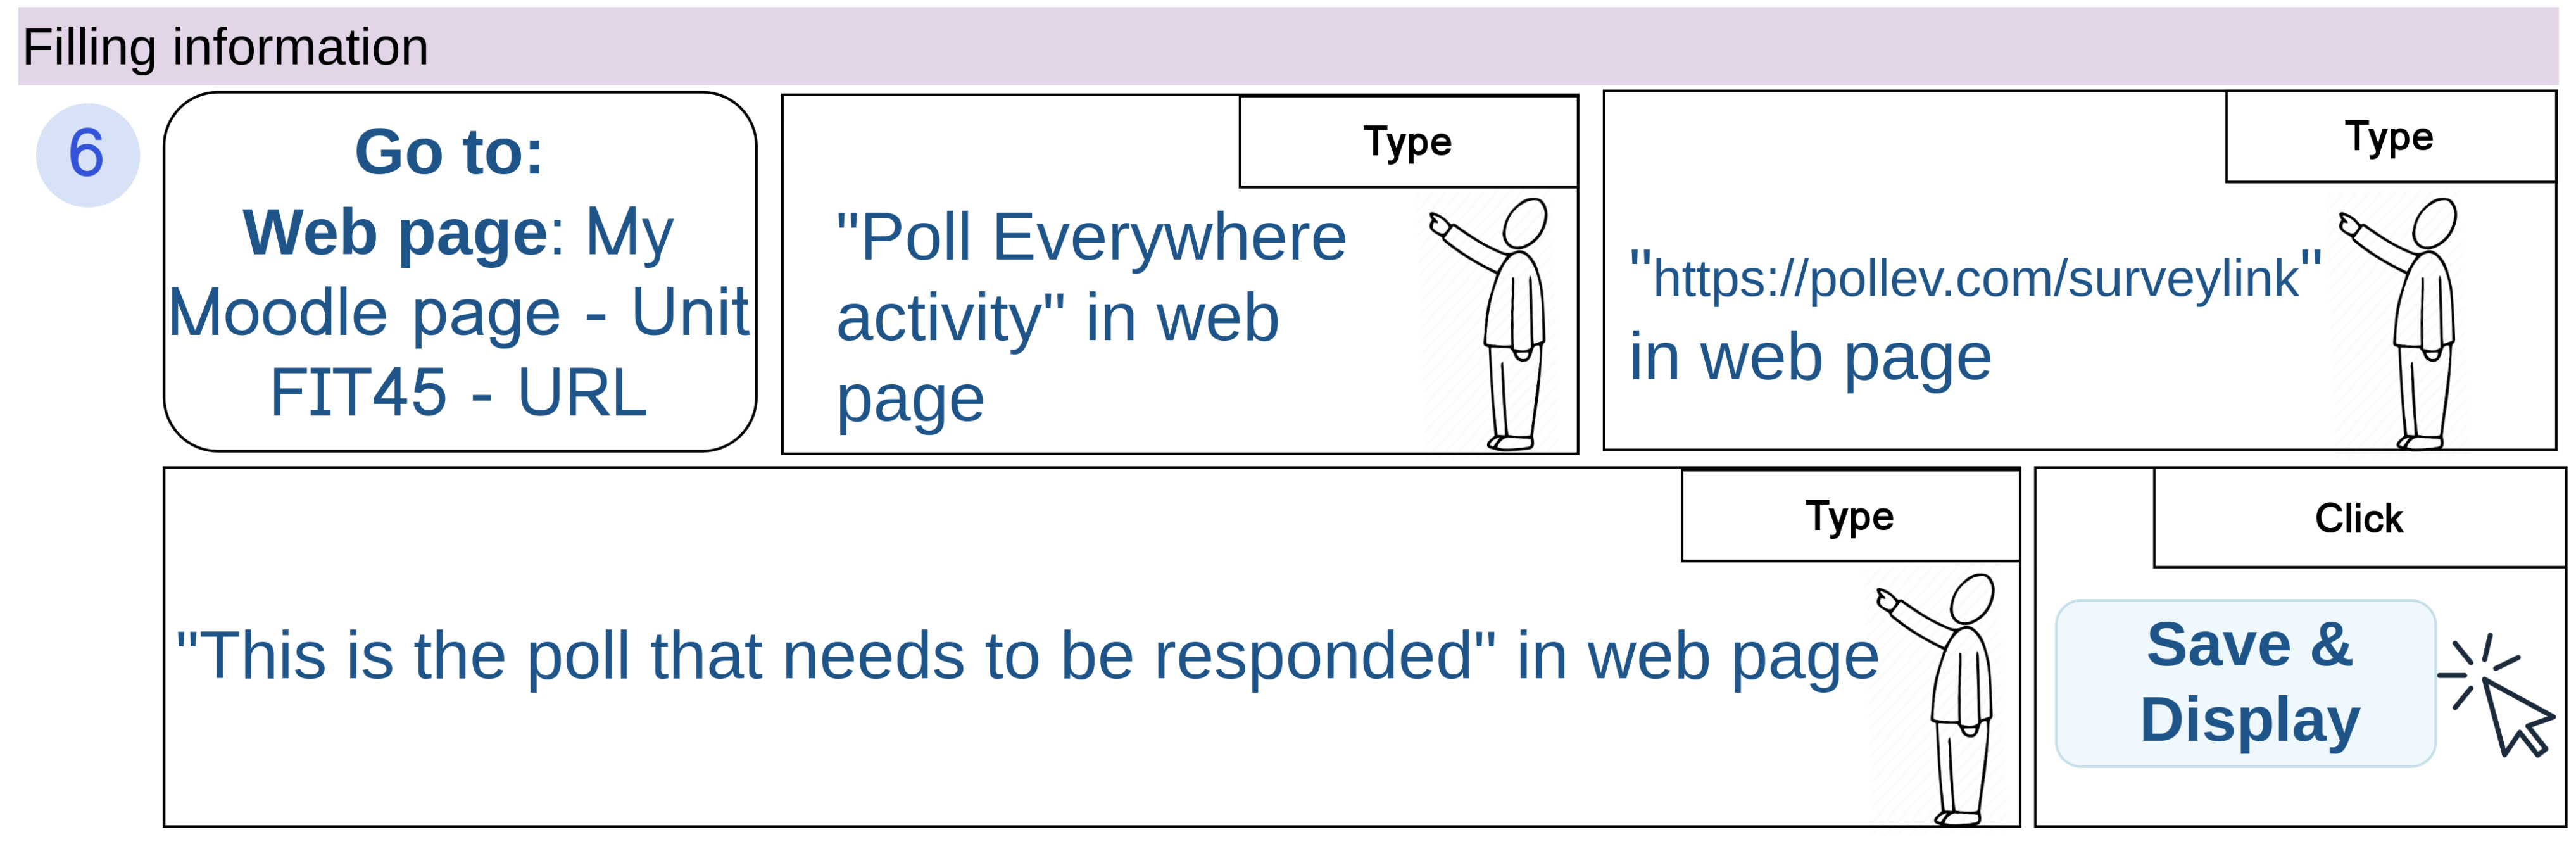 Filling information
6
Go to:
Web page: My
Moodle page - Unit
FIT45 - URL
Type
"Poll Everywhere
activity" in web
page
Type
"https://pollev.com/surveylink"
in web page
Type
"This is the poll that needs to be responded" in web page
Click
Save &
Display